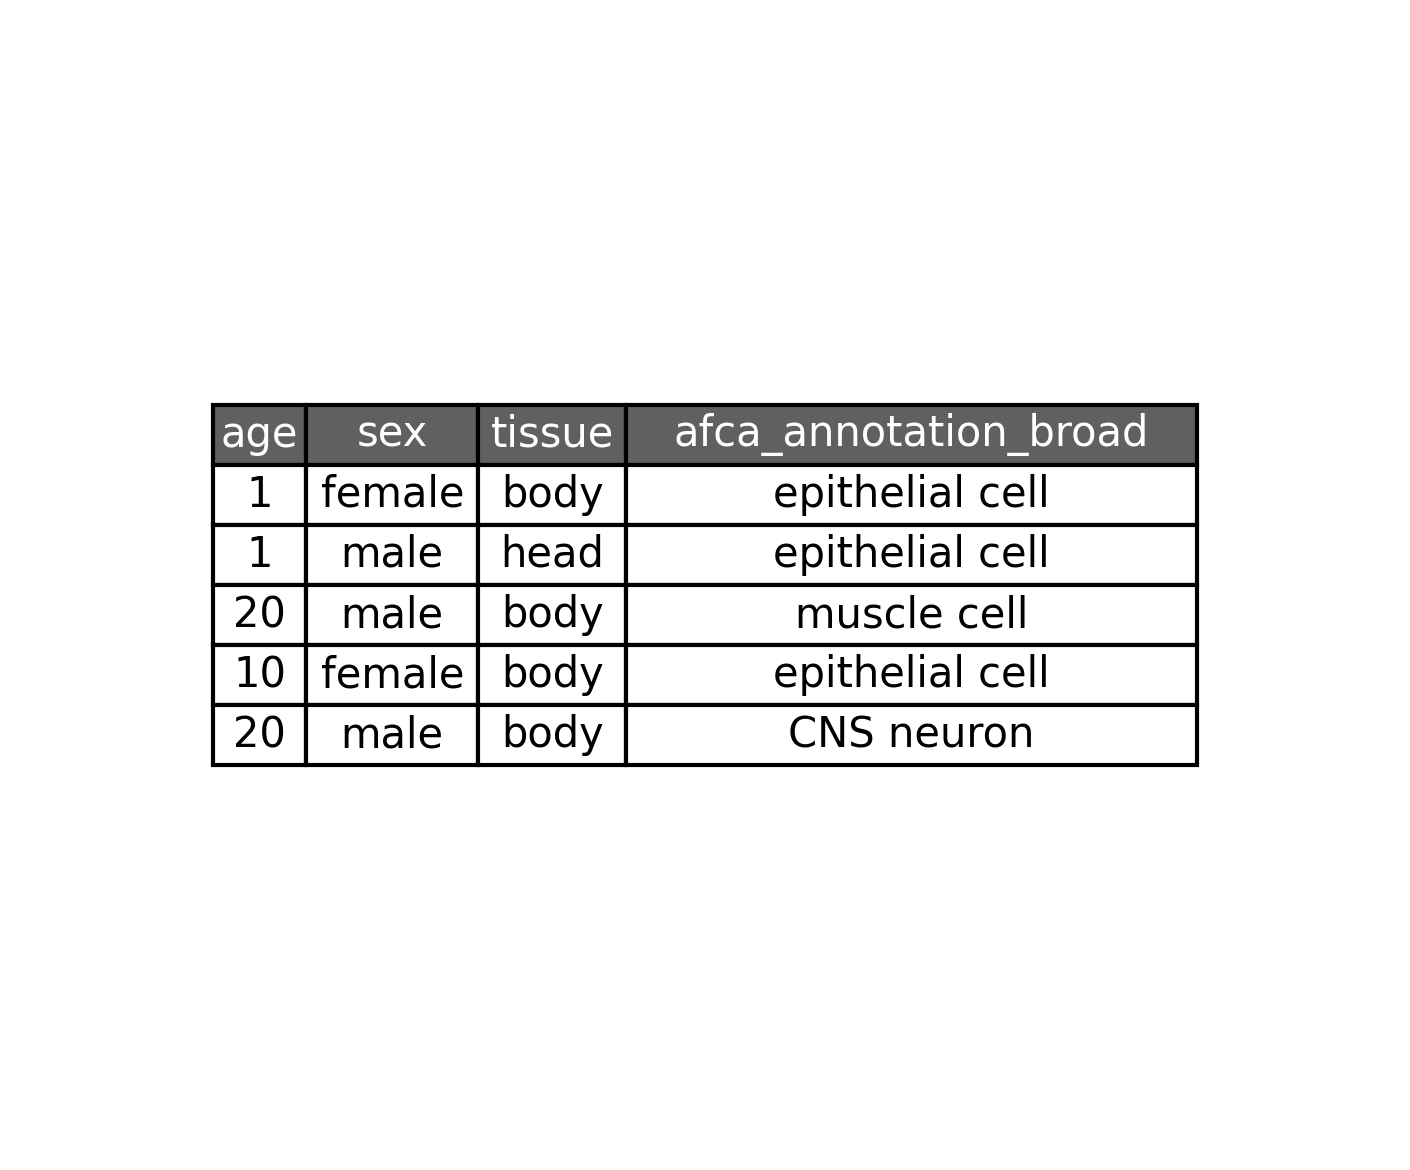 age sex tissue afca_annotation_broad
1 female body epithelial cell
1 male head epithelial cell
20 male body muscle cell
10 female body epithelial cell
20 male body CNS neuron